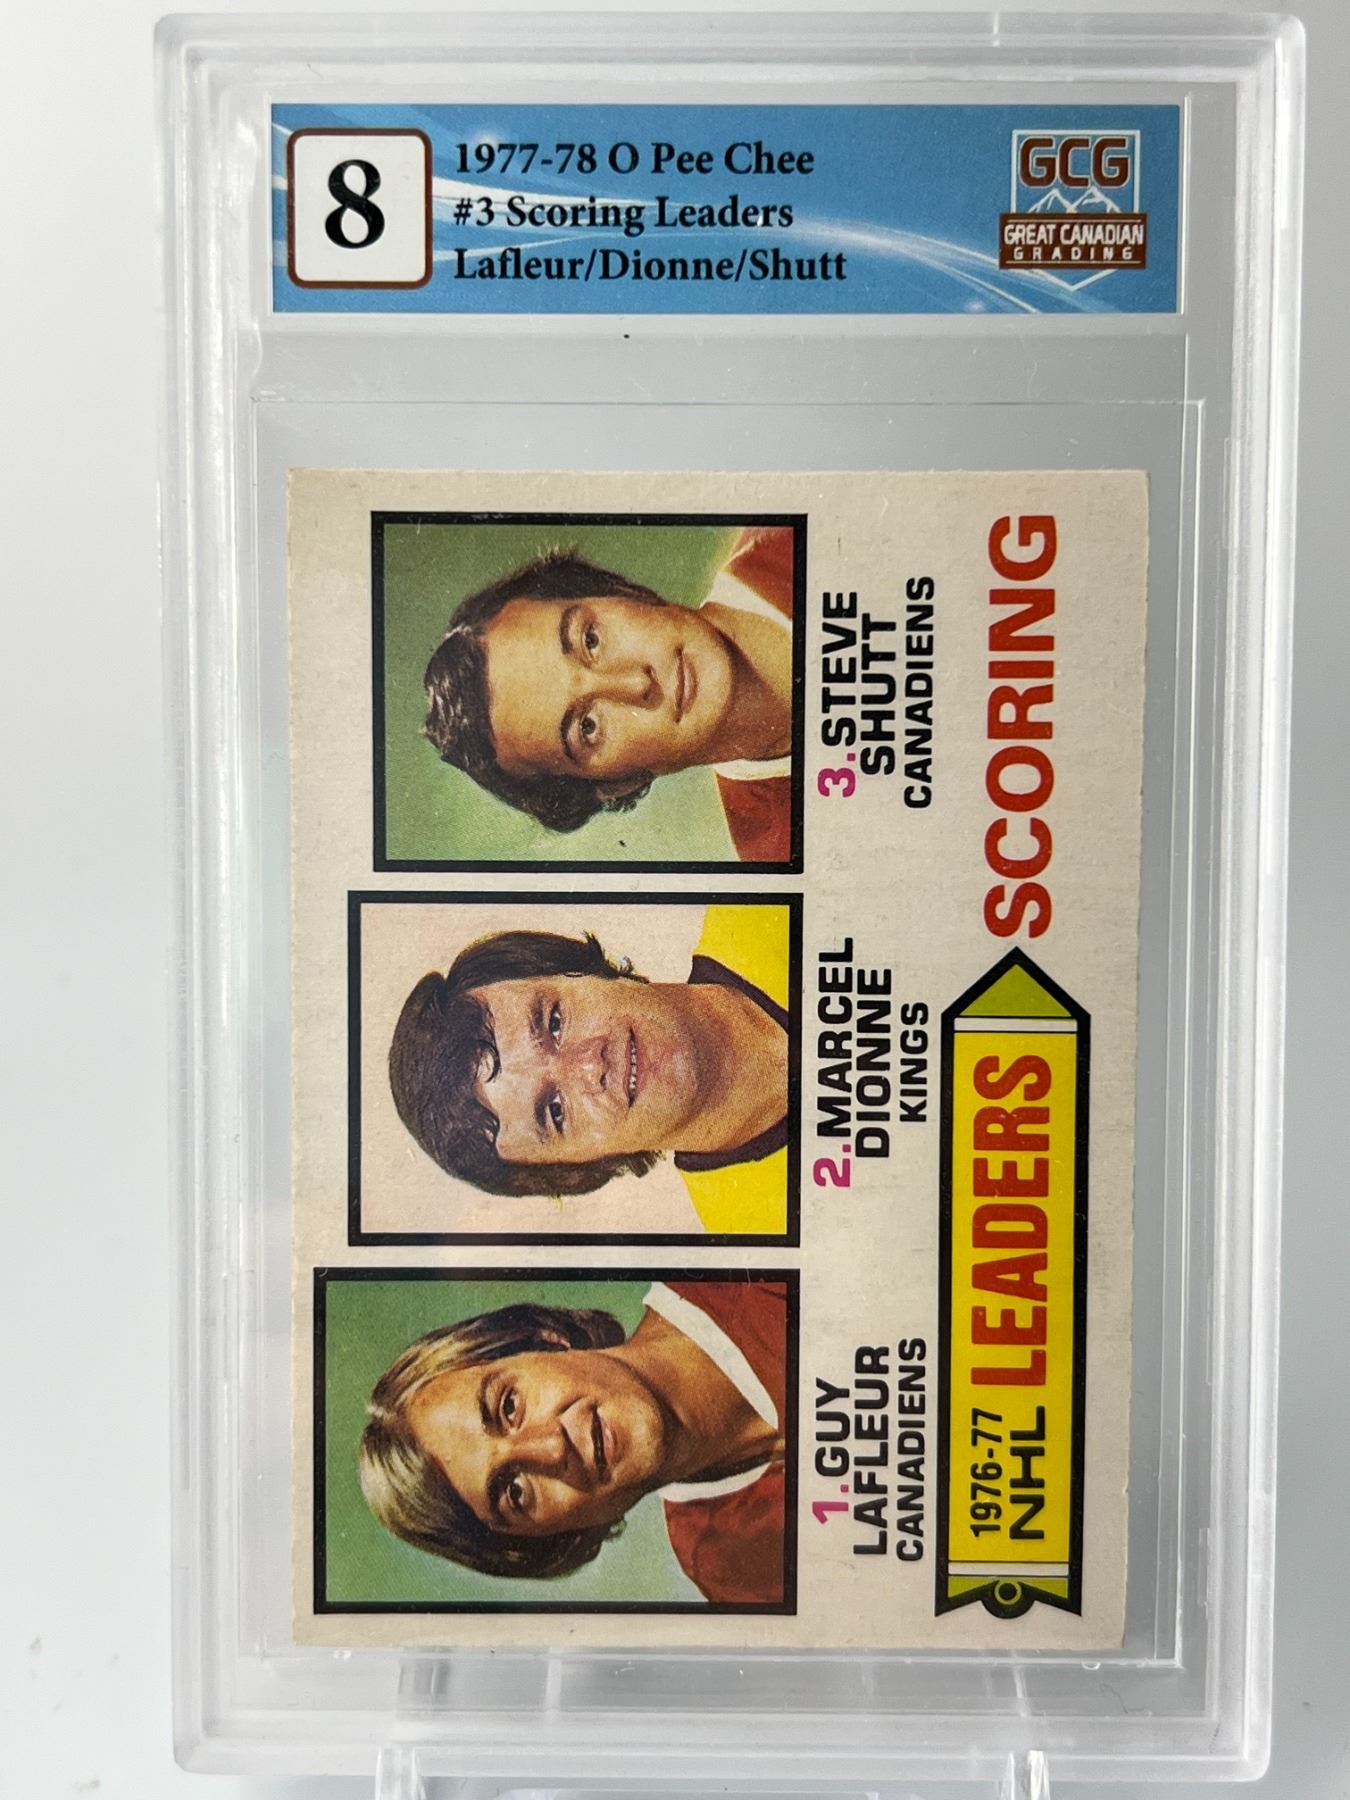 8
1977-78 O Pee Chee
#3 Scoring Leaders
Lafleur/Dionne/Shutt
GCG
GREAT CANADIAN
GRADING
1.GUY
LAFLEUR
CANADIENS
2.MARCEL
DIONNE
KINGS
3.STEVE
SHUTT
CANADIENS
1976-77
NHL LEADERS SCORING